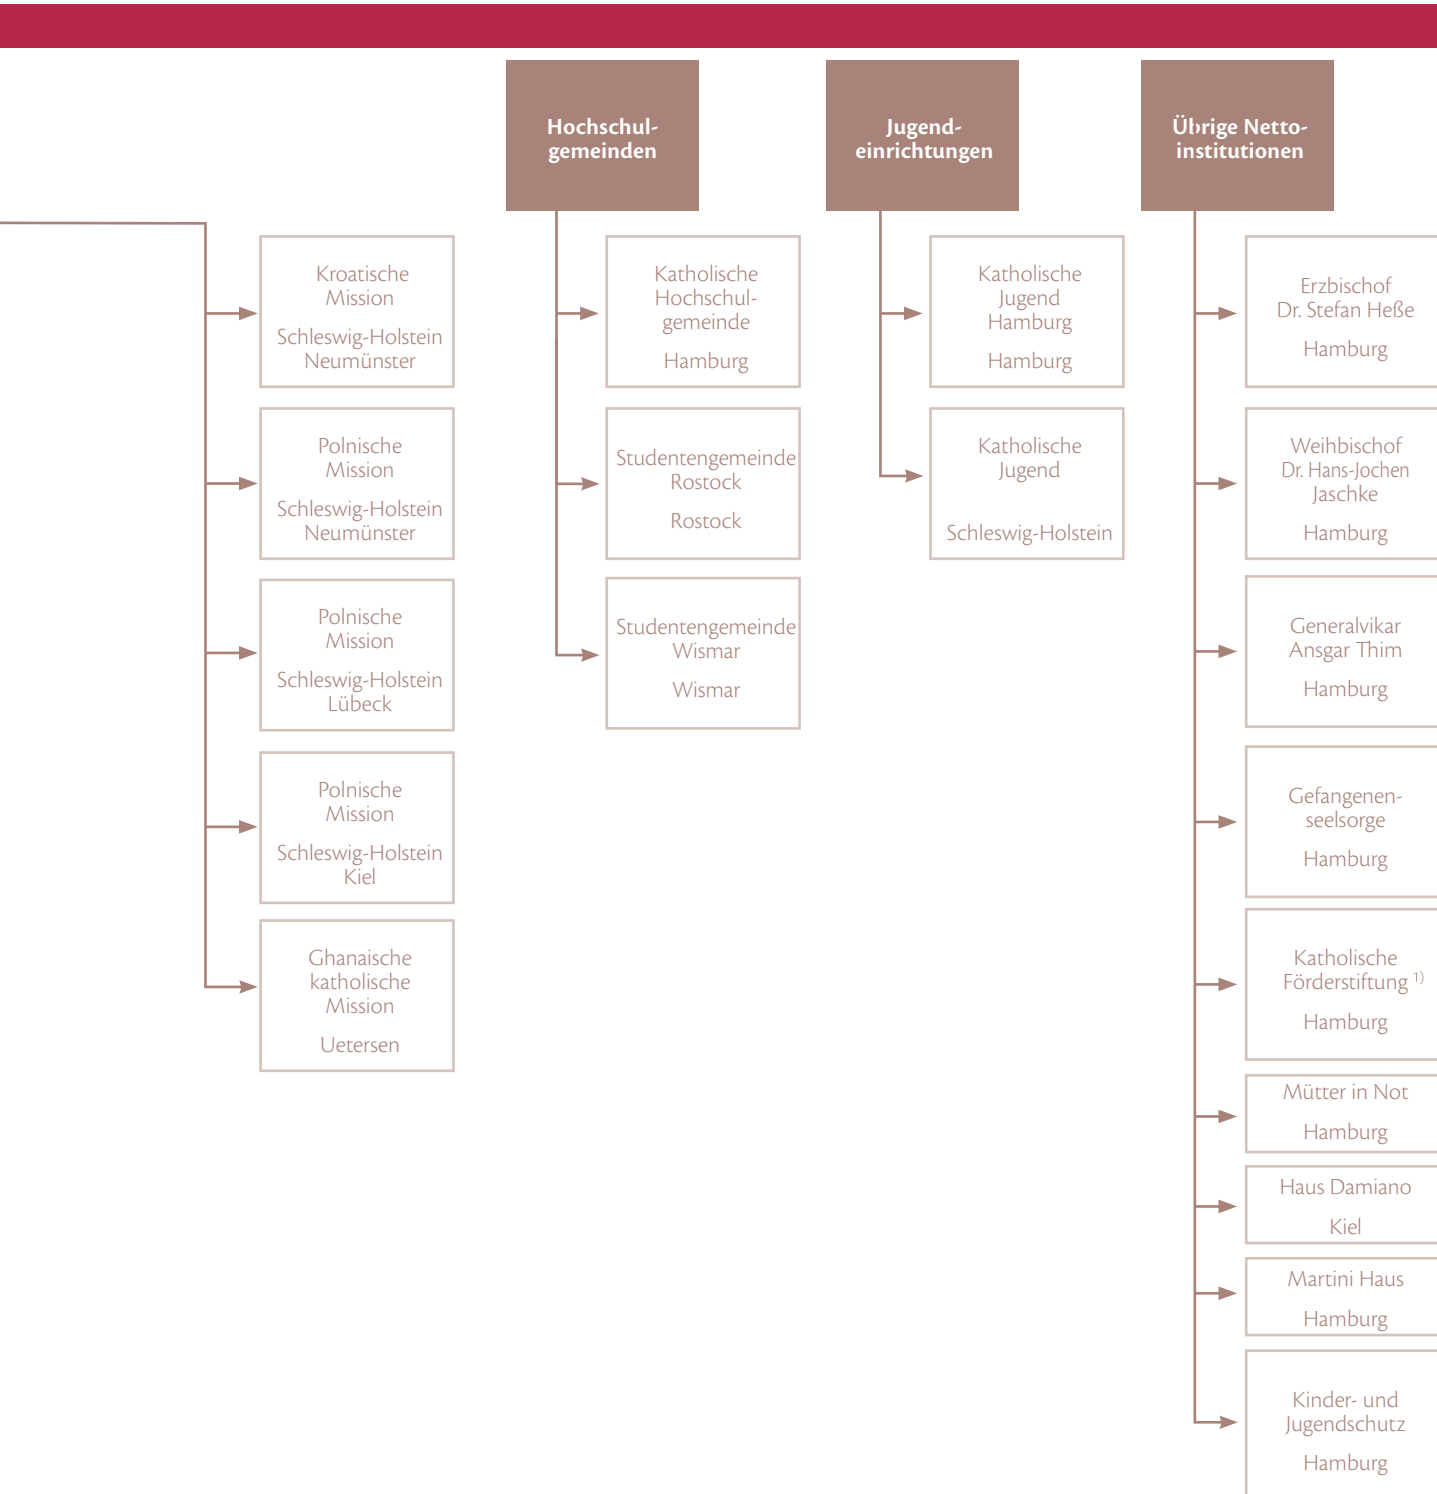 Hochschul-
gemeinden
Jugend-
einrichtungen
Übrige Netto-
institutionen
Kroatische
Mission
Schleswig-Holstein
Neumünster
Polnische
Mission
Schleswig-Holstein
Neumünster
Polnische
Mission
Schleswig-Holstein
Lübeck
Polnische
Mission
Schleswig-Holstein
Kiel
Ghanaische
katholische
Mission
Uetersen
Katholische
Hochschul-
gemeinde
Hamburg
Studentengemeinde
Rostock
Rostock
Studentengemeinde
Wismar
Wismar
Katholische
Jugend
Hamburg
Hamburg
Katholische
Jugend
Schleswig-Holstein
Erzbischof
Dr. Stefan Heße
Hamburg
Weihbischof
Dr. Hans-Jochen
Jaschke
Hamburg
Generalvikar
Ansgar Thim
Hamburg
Gefangenen-
seelsorge
Hamburg
Katholische
Förderstiftung 1)
Hamburg
Mütter in Not
Hamburg
Haus Damiano
Kiel
Martini Haus
Hamburg
Kinder- und
Jugendschutz
Hamburg